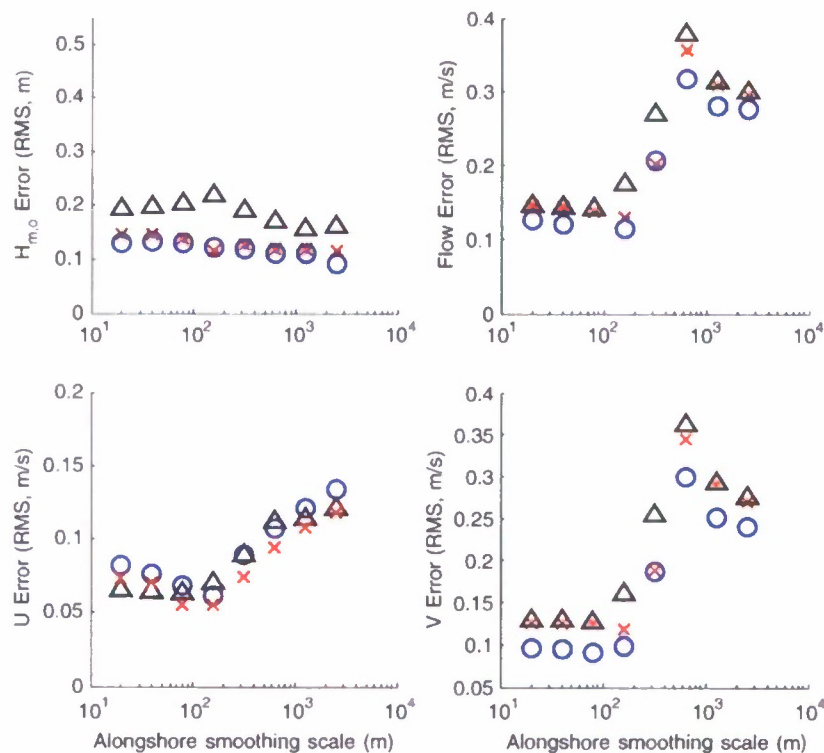 0.5
0.4
0.3
0.2
0.1
0
H_{m,o} Error (RMS, m)
10^1 10^2 10^3 10^4
0.4
0.3
0.2
0.1
0
Flow Error (RMS, m/s)
10^1 10^2 10^3 10^4
0.2
0.15
0.1
0.05
0
U Error (RMS, m/s)
10^1 10^2 10^3 10^4
Alongshore smoothing scale (m)
0.4
0.35
0.3
0.25
0.2
0.15
0.1
0.05
V Error (RMS, m/s)
10^1 10^2 10^3 10^4
Alongshore smoothing scale (m)